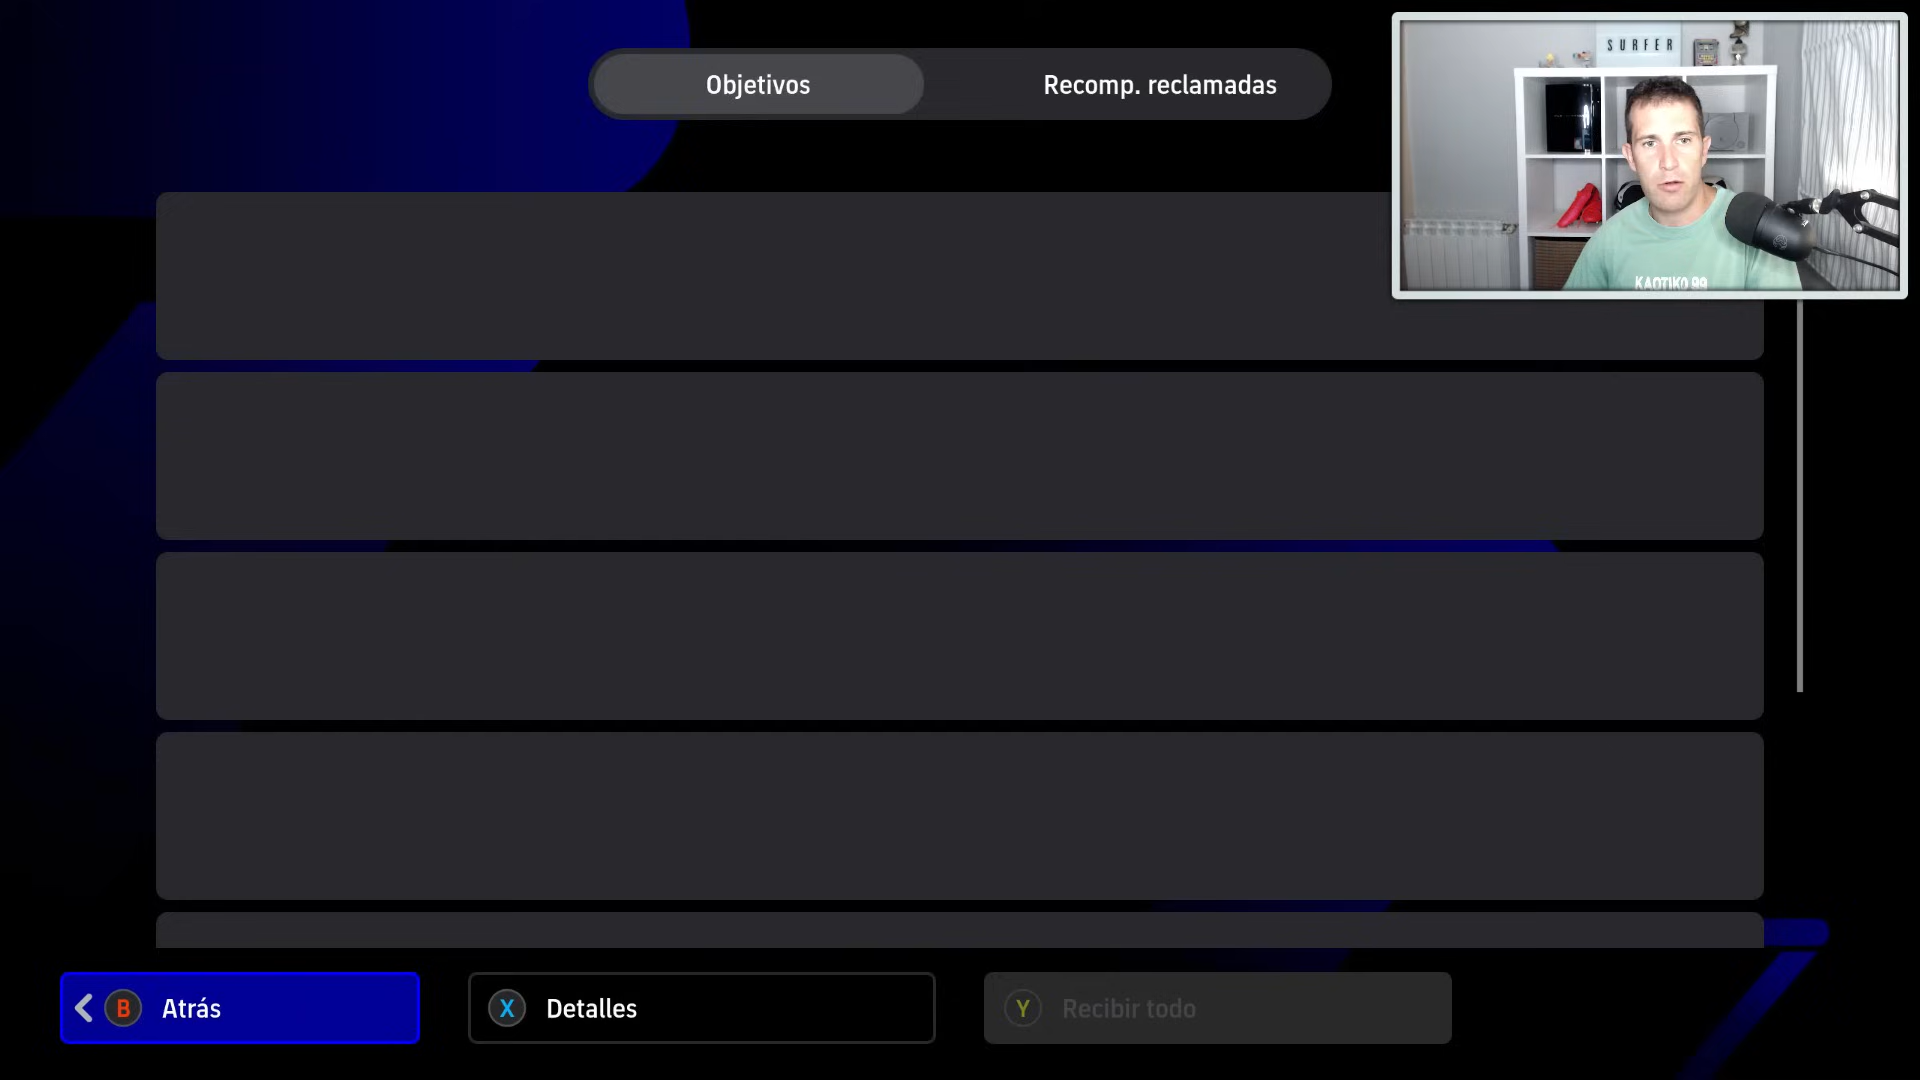 Objetivos
Recomp. reclamadas
SURFER
KAOTIKO 99
B Atrás
X Detalles
Y Recibir todo